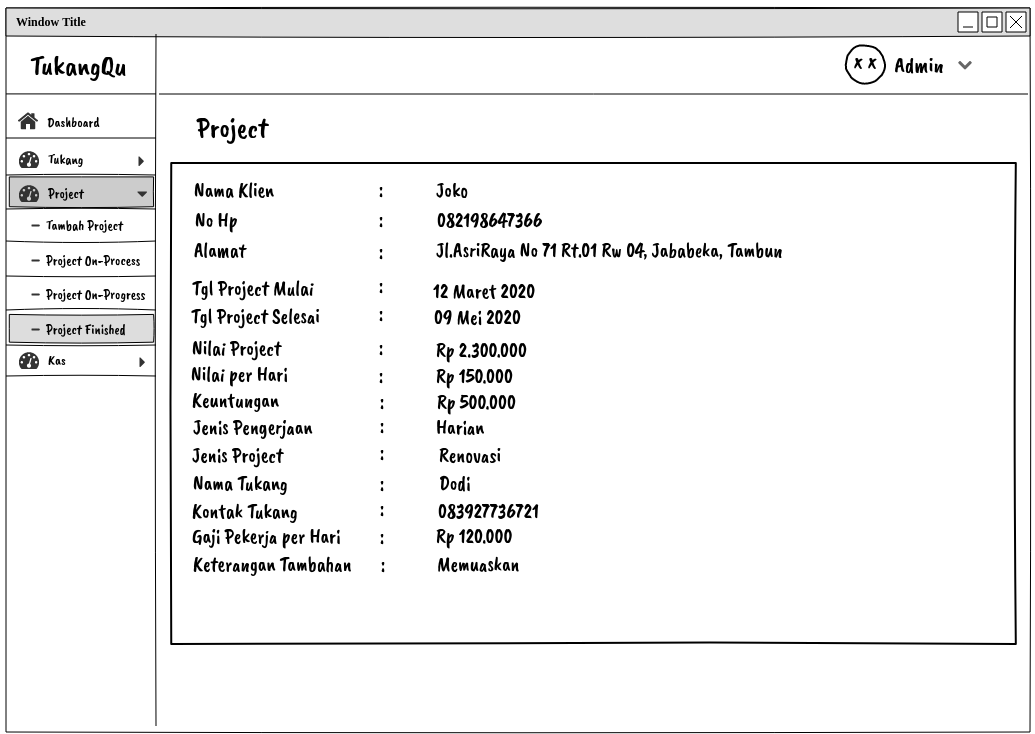 Window Title
TukangQu
Admin
Dashboard
Tukang
Project
Tambah Project
Project On-Process
Project On-Progress
Project Finished
Kas
Project
Nama Klien : Joko
No Hp : 082198647366
Alamat : Jl.AsriRaya No 71 Rt.01 Rw 04, Jababeka, Tambun
Tgl Project Mulai : 12 Maret 2020
Tgl Project Selesai : 09 Mei 2020
Nilai Project : Rp 2.300.000
Nilai per Hari : Rp 150.000
Keuntungan : Rp 500.000
Jenis Pengerjaan : Harian
Jenis Project : Renovasi
Nama Tukang : Dodi
Kontak Tukang : 083927736721
Gaji Pekerja per Hari : Rp 120.000
Keterangan Tambahan : Memuaskan